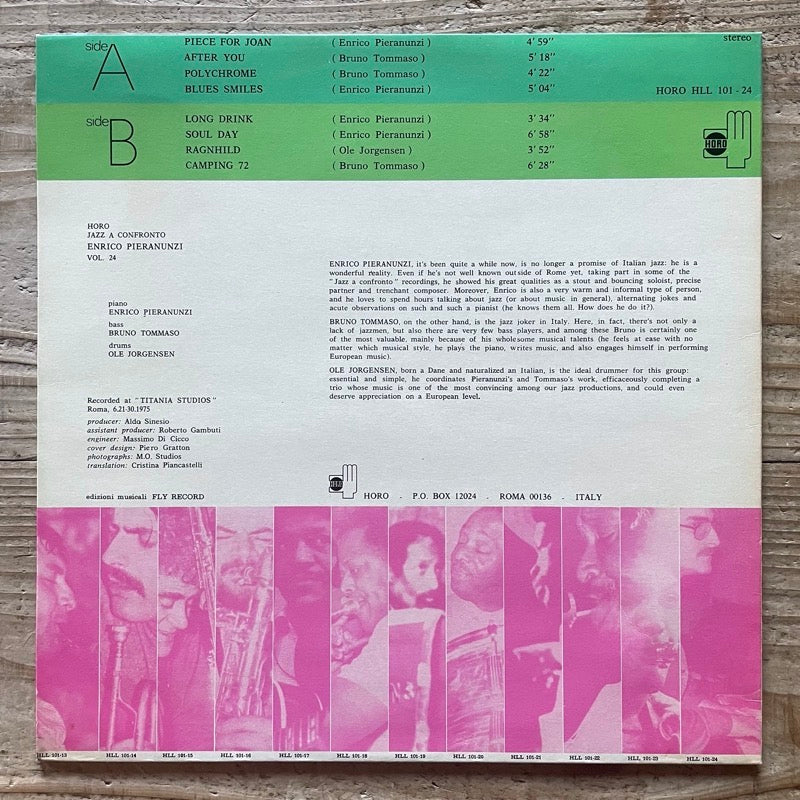 stereo
side A
PIECE FOR JOAN ( Enrico Pieranunzi ) 4' 59"
AFTER YOU ( Bruno Tommaso ) 5' 18"
POLYCHROME ( Bruno Tommaso ) 4' 22"
BLUES SMILES ( Enrico Pieranunzi ) 5' 04"
HORO HLL 101 - 24
side B
LONG DRINK ( Enrico Pieranunzi ) 3' 34"
SOUL DAY ( Enrico Pieranunzi ) 6' 58"
RAGNHILD ( Ole Jorgensen ) 3' 52"
CAMPING 72 ( Bruno Tommaso ) 6' 28"
HORO
HORO
JAZZ A CONFRONTO
ENRICO PIERANUNZI
VOL. 24
piano
ENRICO PIERANUNZI
bass
BRUNO TOMMASO
drums
OLE JORGENSEN
Recorded at "TITANIA STUDIOS"
Roma, 6.21-30.1975
producer: Aldo Sinesio
assistant producer: Roberto Gambuti
engineer: Massimo Di Cicco
cover design: Piero Gratton
photographs: M.O. Studios
translation: Cristina Piancastelli
edizioni musicali FLY RECORD
ENRICO PIERANUNZI, it's been quite a while now, is no longer a promise of Italian jazz: he is a
wonderful reality. Even if he's not well known outside of Rome yet, taking part in some of the
"Jazz a confronto" recordings, he showed his great qualities as a stout and bouncing soloist, precise
partner and trenchant composer. Moreover, Enrico is also a very warm and informal type of person,
and he loves to spend hours talking about jazz (or about music in general), alternating jokes and
acute observations on such and such a pianist (he knows them all. How does he do it?).
BRUNO TOMMASO, on the other hand, is the jazz joker in Italy. Here, in fact, there's not only a
lack of jazzmen, but also there are very few bass players, and among these Bruno is certainly one
of the most valuable, mainly because of his wholesome musical talents (he feels at ease with no
matter which musical style, he plays the piano, writes music, and also engages himself in performing
European music).
OLE JORGENSEN, born a Dane and naturalized an Italian, is the ideal drummer for this group:
essential and simple, he coordinates Pieranunzi's and Tommaso's work, efficaceously completing a
trio whose music is one of the most convincing among our jazz productions, and could even
deserve appreciation on a European level.
HORO
HORO - P.O. BOX 12024 - ROMA 00136 - ITALY
HLL 101-13 HLL 101-14 HLL 101-15 HLL 101-16 HLL 101-17 HLL 101-18 HLL 101-19 HLL 101-20 HLL 101-21 HLL 101-22 HLL 101-23 HLL 101-24